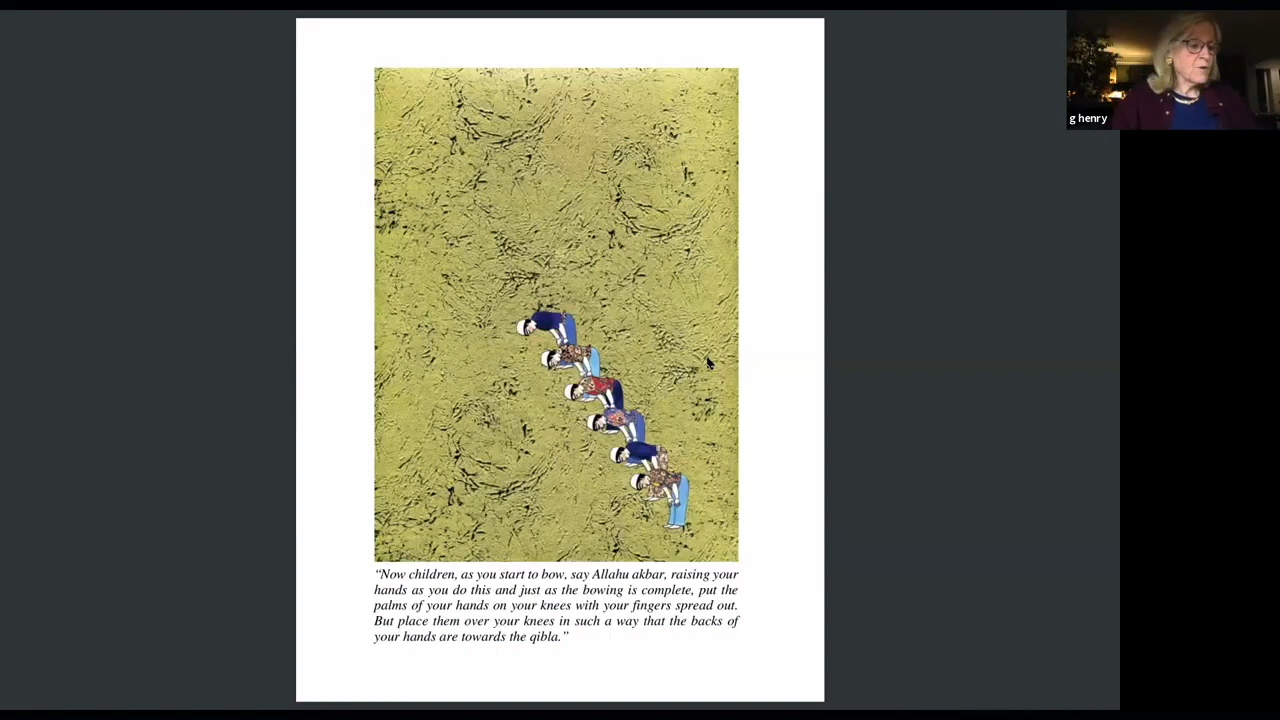 g henry
“Now children, as you start to bow, say Allahu akbar, raising your
hands as you do this and just as the bowing is complete, put the
palms of your hands on your knees with your fingers spread out.
But place them over your knees in such a way that the backs of
your hands are towards the qibla.”